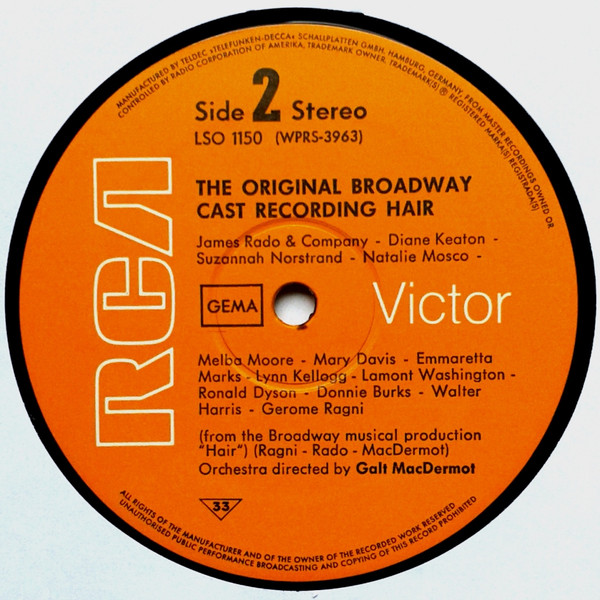 MANUFACTURED BY TELDEC »TELEFUNKEN-DECCA« SCHALLPLATTEN GMBH, HAMBURG, GERMANY, FROM MASTER RECORDINGS OWNED OR
CONTROLLED BY RADIO CORPORATION OF AMERICA, TRADEMARK OWNER, TRADEMARK(S) ® REGISTERED MARKA(S) REGISTRADA(S)
Side 2 Stereo
LSO 1150 (WPRS-3963)
THE ORIGINAL BROADWAY
CAST RECORDING HAIR
James Rado & Company - Diane Keaton -
Suzannah Norstrand - Natalie Mosco -
RCA
GEMA
Victor
Melba Moore - Mary Davis - Emmaretta
Marks - Lynn Kellogg - Lamont Washington -
Ronald Dyson - Donnie Burks - Walter
Harris - Gerome Ragni
(from the Broadway musical production
"Hair") (Ragni - Rado - MacDermot)
Orchestra directed by Galt MacDermot
33
ALL RIGHTS OF THE MANUFACTURER AND OF THE OWNER OF THE RECORDED WORK RESERVED
UNAUTHORISED PUBLIC PERFORMANCE BROADCASTING AND COPYING OF THIS RECORD PROHIBITED